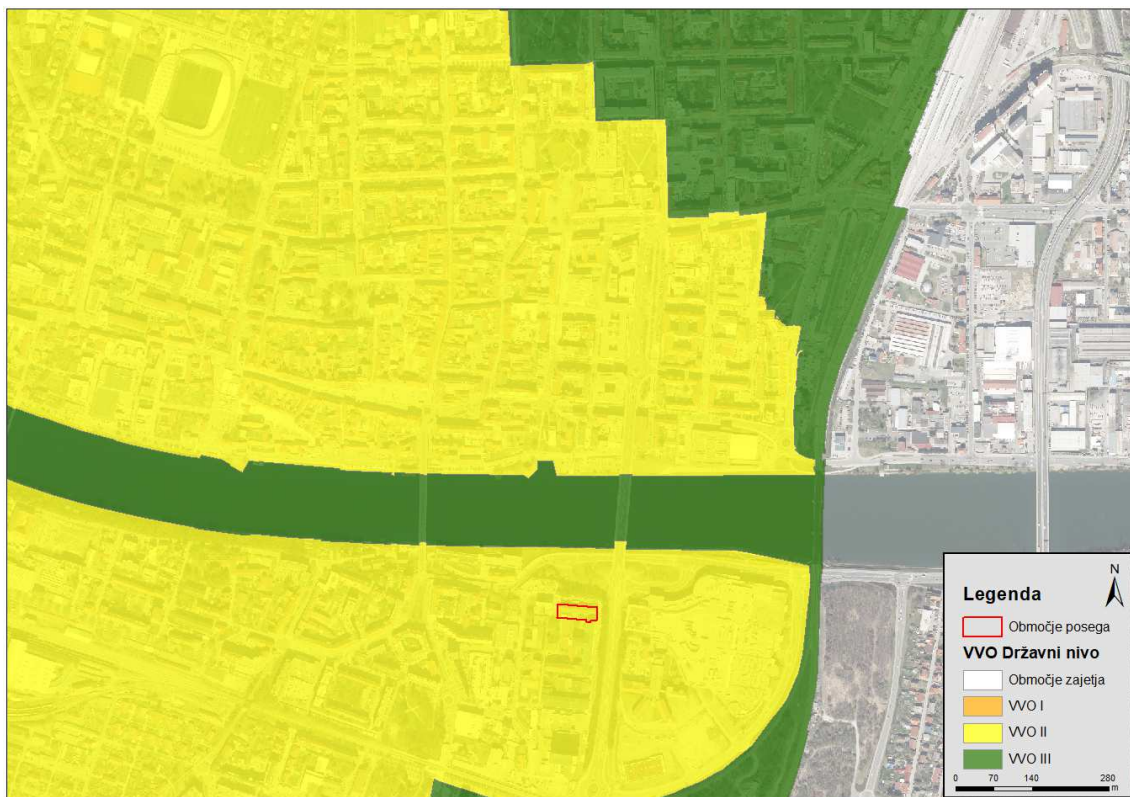 N
Legenda
Območje posega
VVO Državni nivo
Območje zajetja
VVO I
VVO II
VVO III
0 70 140 280
m